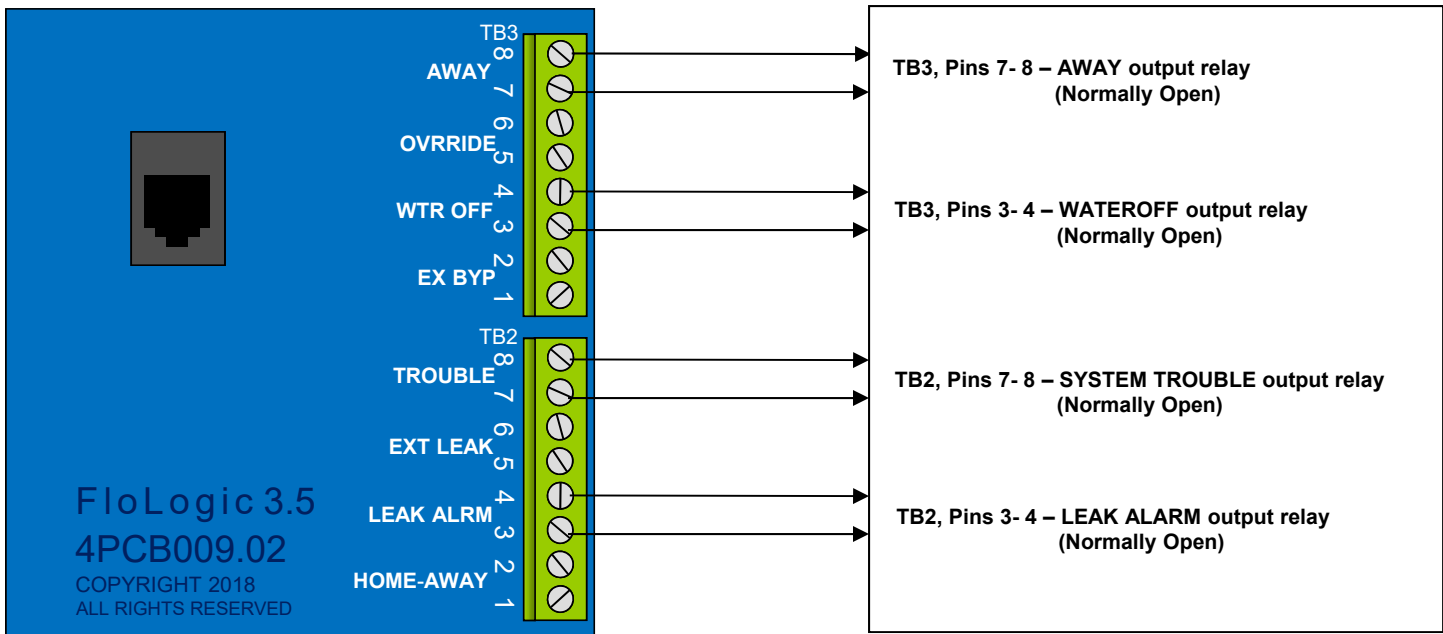 TB3
8
AWAY
7
6
OVRRIDE
5
4
WTR OFF
3
2
EX BYP
1
TB2
8
TROUBLE
7
6
EXT LEAK
5
4
LEAK ALRM
3
2
HOME-AWAY
1
FloLogic 3.5
4PCB009.02
COPYRIGHT 2018
ALL RIGHTS RESERVED
TB3, Pins 7- 8 – AWAY output relay
(Normally Open)
TB3, Pins 3- 4 – WATEROFF output relay
(Normally Open)
TB2, Pins 7- 8 – SYSTEM TROUBLE output relay
(Normally Open)
TB2, Pins 3- 4 – LEAK ALARM output relay
(Normally Open)